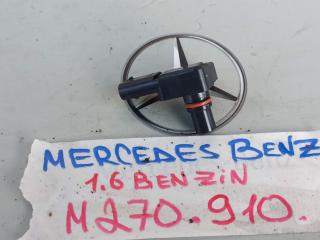 MERCEDES BENZ
1.6 BENZiN
M270.910.